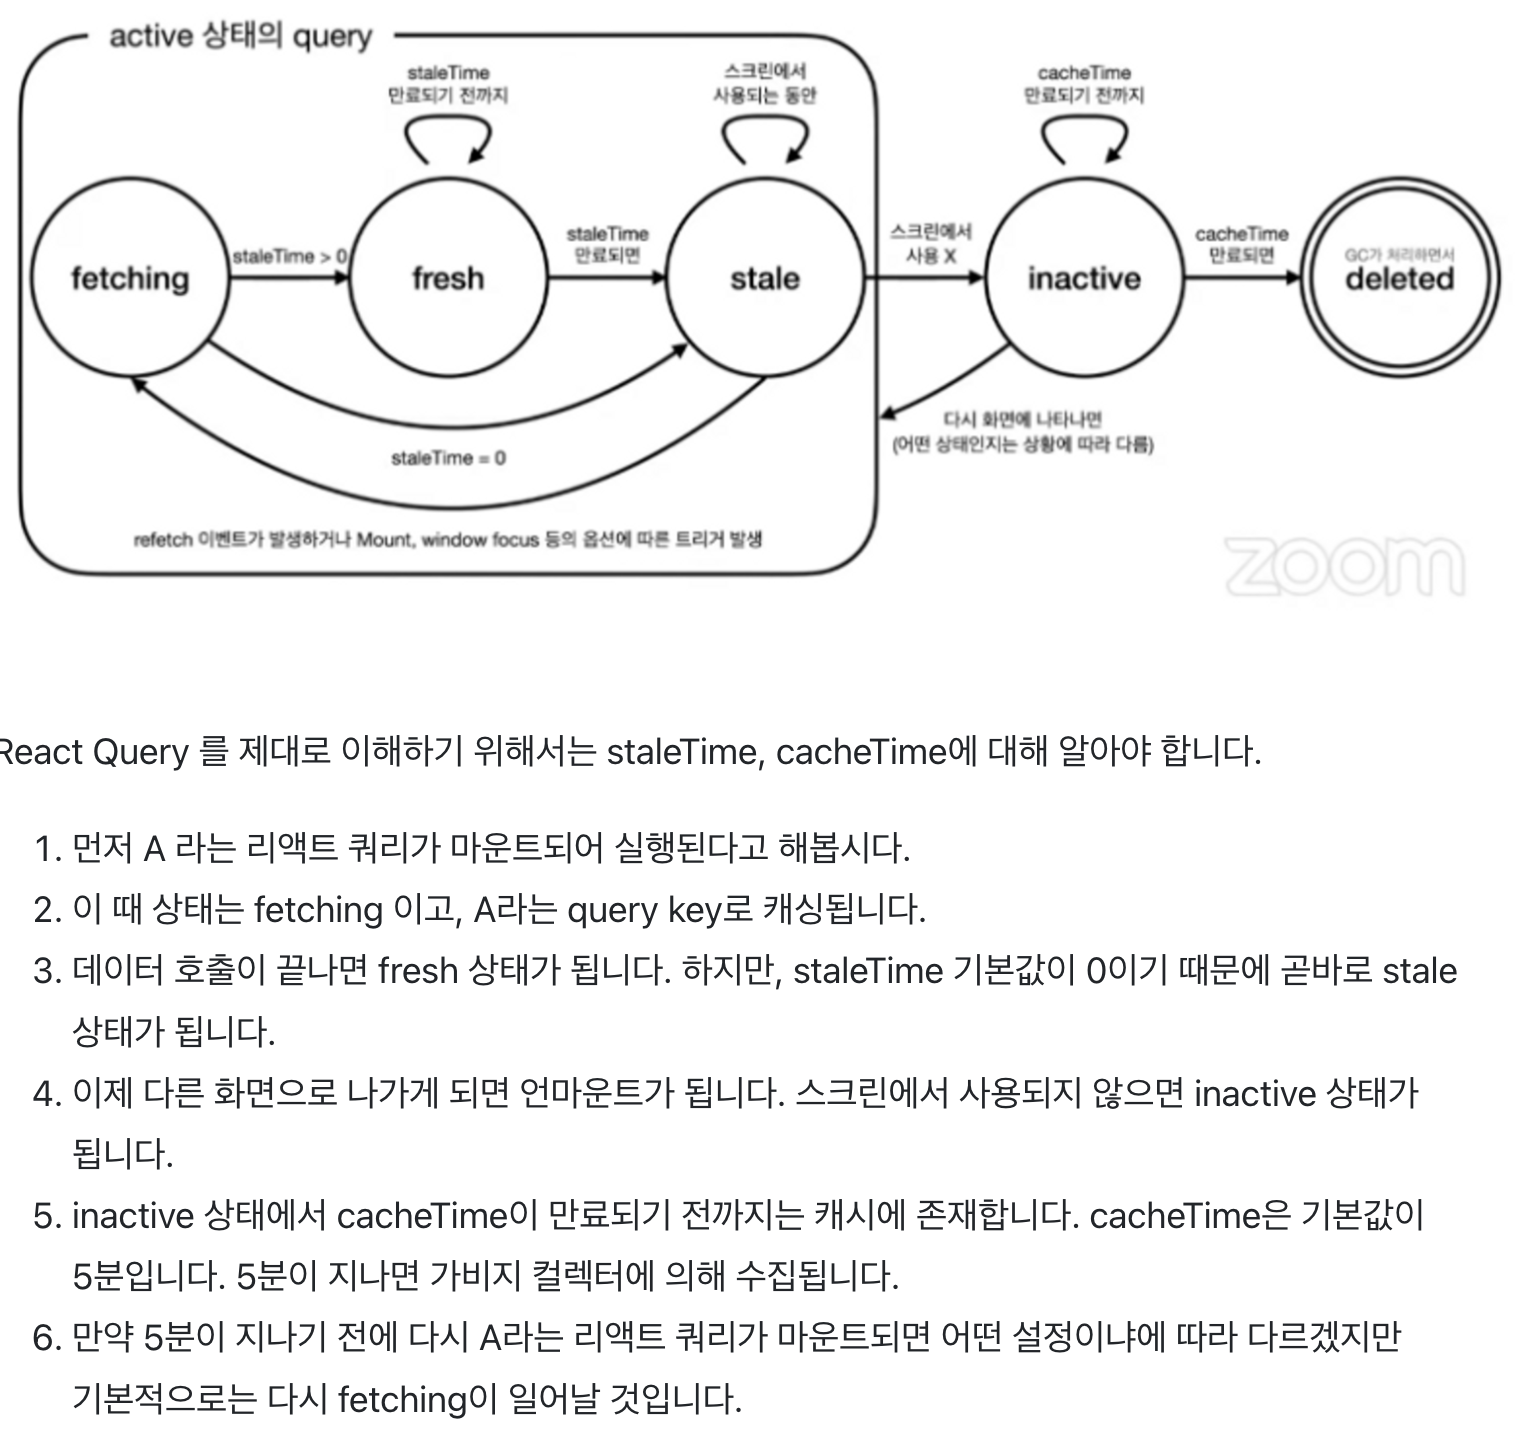 active 상태의 query
staleTime
만료되기 전까지
스크린에서
사용되는 동안
cacheTime
만료되기 전까지
fetching
staleTime > 0
fresh
staleTime
만료되면
stale
스크린에서
사용 X
inactive
cacheTime
만료되면
GC가 처리하면서
deleted
다시 화면에 나타나면
(어떤 상태인지는 상황에 따라 다름)
staleTime = 0
refetch 이벤트가 발생하거나 Mount, window focus 등의 옵션에 따른 트리거 발생
zoom
React Query 를 제대로 이해하기 위해서는 staleTime, cacheTime에 대해 알아야 합니다.
1. 먼저 A 라는 리액트 쿼리가 마운트되어 실행된다고 해봅시다.
2. 이 때 상태는 fetching 이고, A라는 query key로 캐싱됩니다.
3. 데이터 호출이 끝나면 fresh 상태가 됩니다. 하지만, staleTime 기본값이 0이기 때문에 곧바로 stale
상태가 됩니다.
4. 이제 다른 화면으로 나가게 되면 언마운트가 됩니다. 스크린에서 사용되지 않으면 inactive 상태가
됩니다.
5. inactive 상태에서 cacheTime이 만료되기 전까지는 캐시에 존재합니다. cacheTime은 기본값이
5분입니다. 5분이 지나면 가비지 컬렉터에 의해 수집됩니다.
6. 만약 5분이 지나기 전에 다시 A라는 리액트 쿼리가 마운트되면 어떤 설정이냐에 따라 다르겠지만
기본적으로는 다시 fetching이 일어날 것입니다.